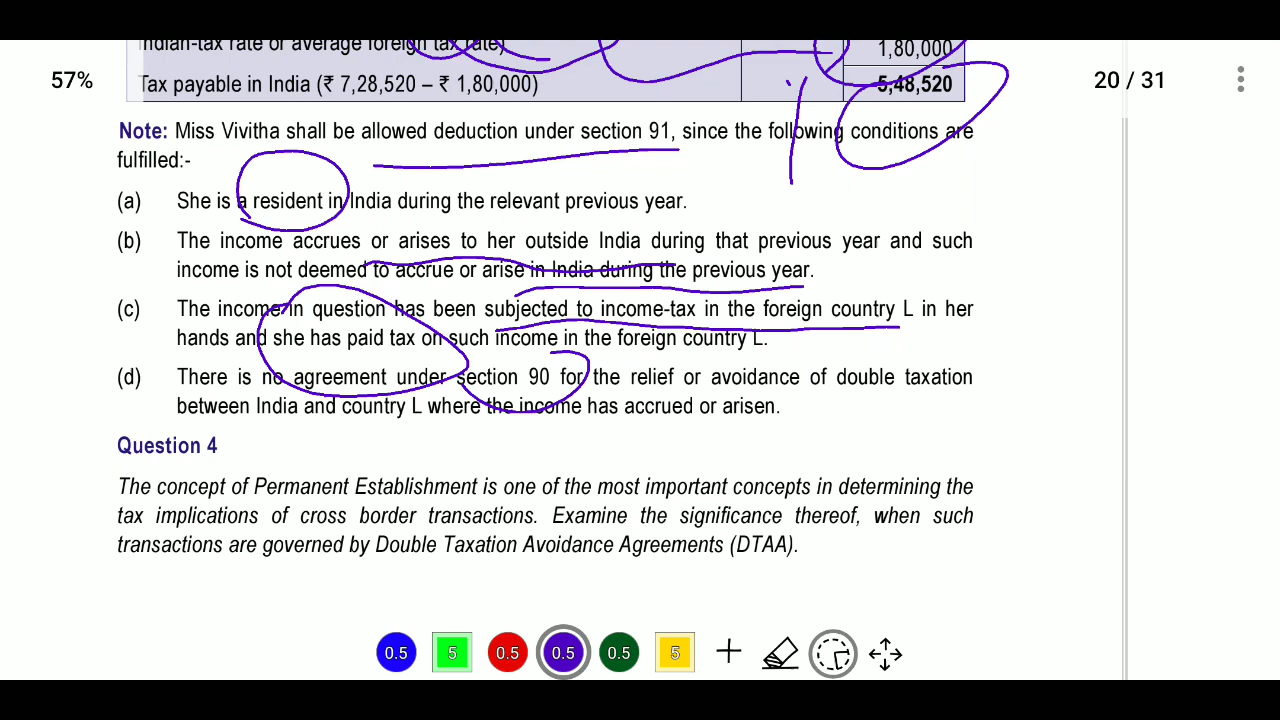 Indian-tax rate or average foreign tax rate)
1,80,000
57%
Tax payable in India (₹ 7,28,520 – ₹ 1,80,000)
5,48,520
20 / 31
Note: Miss Vivitha shall be allowed deduction under section 91, since the following conditions are
fulfilled:-
(a) She is a resident in India during the relevant previous year.
(b) The income accrues or arises to her outside India during that previous year and such
income is not deemed to accrue or arise in India during the previous year.
(c) The income in question has been subjected to income-tax in the foreign country L in her
hands and she has paid tax on such income in the foreign country L.
(d) There is no agreement under section 90 for the relief or avoidance of double taxation
between India and country L where the income has accrued or arisen.
Question 4
The concept of Permanent Establishment is one of the most important concepts in determining the
tax implications of cross border transactions. Examine the significance thereof, when such
transactions are governed by Double Taxation Avoidance Agreements (DTAA).
0.5 5 0.5 0.5 0.5 5